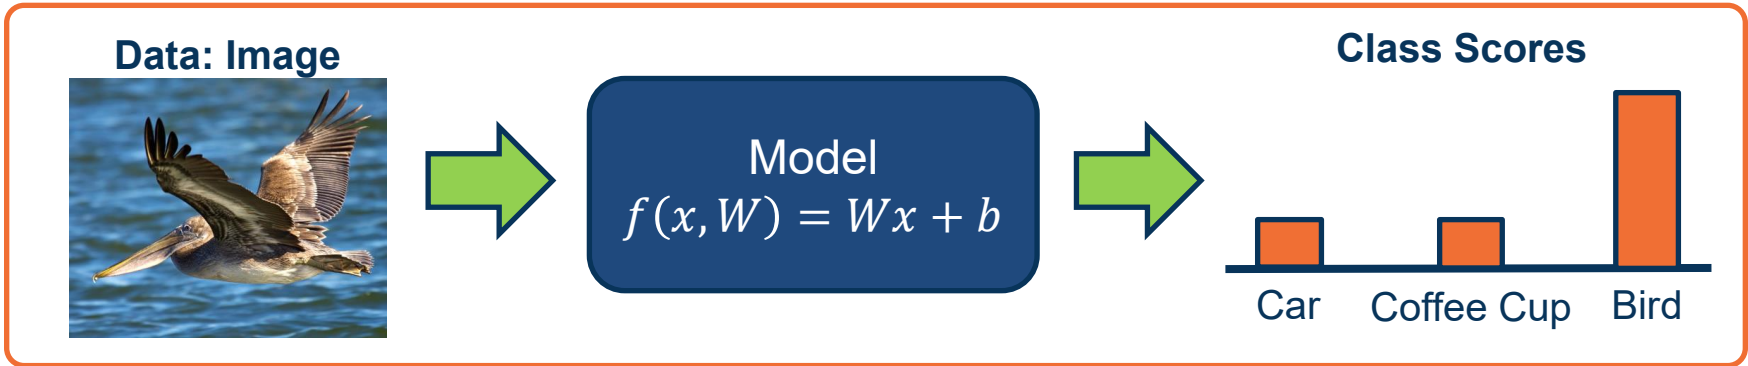 Data: Image
Model
f(x, W) = Wx + b
Class Scores
Car
Coffee Cup
Bird